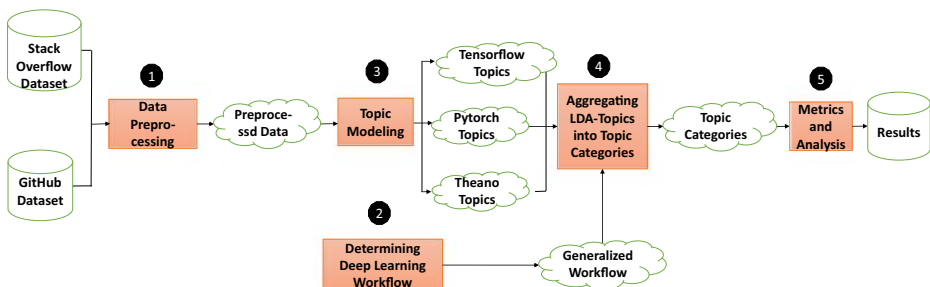 Stack
Overflow
Dataset
GitHub
Dataset
1
Data
Prepro-
cessing
Preproce-
ssd Data
3
Topic
Modeling
Tensorflow
Topics
Pytorch
Topics
Theano
Topics
2
Determining
Deep Learning
Workflow
Generalized
Workflow
4
Aggregating
LDA-Topics
into Topic
Categories
Topic
Categories
5
Metrics
and
Analysis
Results